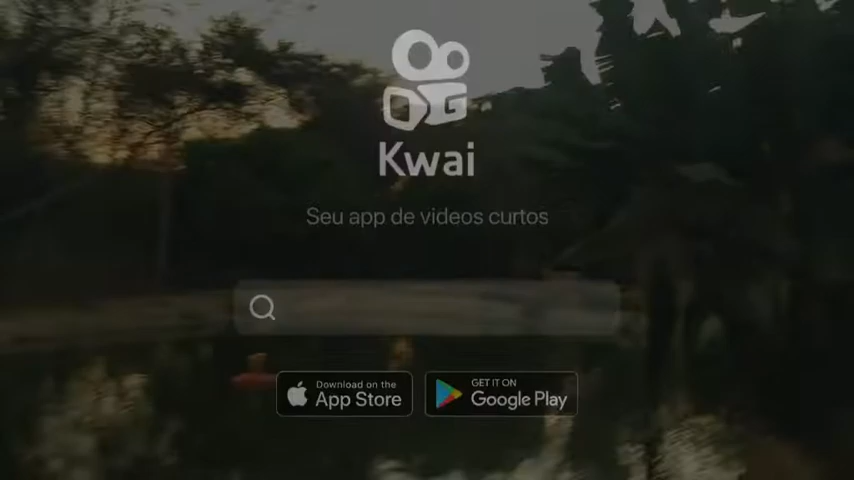 Kwai
Seu app de videos curtos
Download on the
App Store
GET IT ON
Google Play